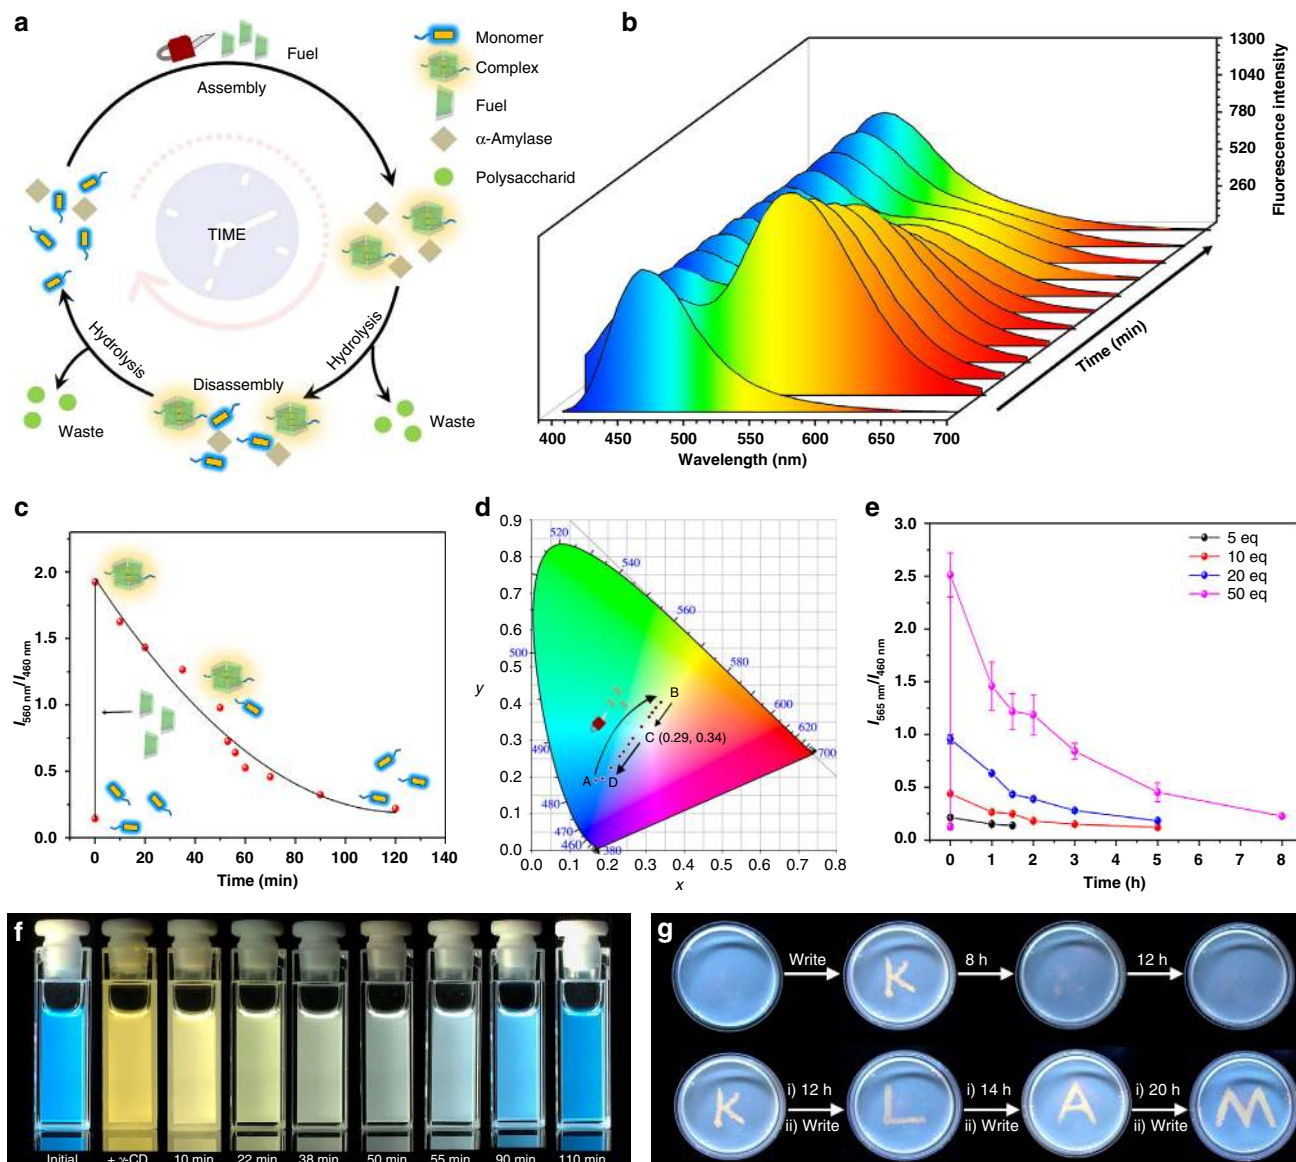 a
Fuel
Assembly
Monomer
Complex
Fuel
α-Amylase
Polysaccharid
TIME
Hydrolysis
Hydrolysis
Disassembly
Waste
Waste
b
1300
1040
780
520
260
Fluorescence intensity
Time (min)
400 450 500 550 600 650 700
Wavelength (nm)
c
2.0
1.5
1.0
0.5
0.0
I560 nm/I460 nm
0 20 40 60 80 100 120 140
Time (min)
d
0.9
0.8
0.7
0.6
0.5
0.4
0.3
0.2
0.1
0.0
y
520
540
560
500
580
600
620
490
700
480
470
460
380
A
B
C (0.29, 0.34)
D
0.0 0.1 0.2 0.3 0.4 0.5 0.6 0.7 0.8
x
e
3.0
2.5
2.0
1.5
1.0
0.5
0.0
I565 nm/I460 nm
5 eq
10 eq
20 eq
50 eq
0 1 2 3 4 5 6 7 8
Time (h)
f
Initial + γ-CD 10 min 22 min 38 min 50 min 55 min 90 min 110 min
g
Write
K
8 h
12 h
K
i) 12 h
ii) Write
L
i) 14 h
ii) Write
A
i) 20 h
ii) Write
M